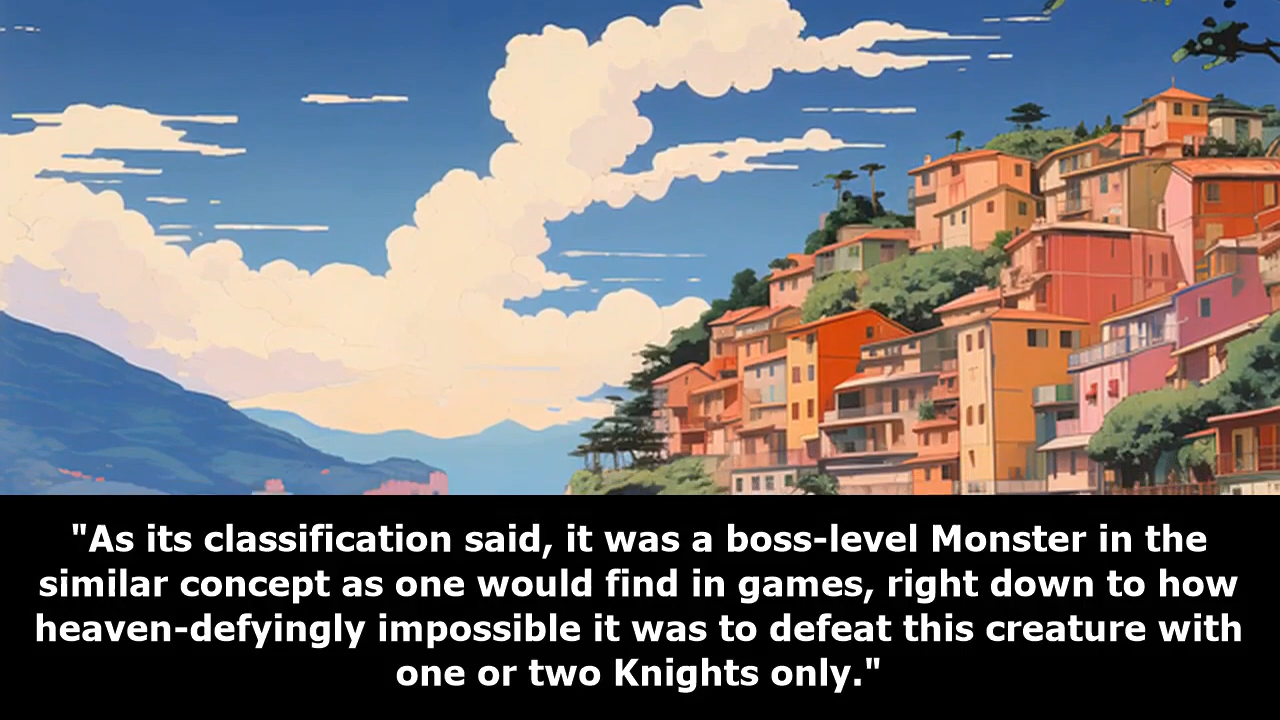 "As its classification said, it was a boss-level Monster in the
similar concept as one would find in games, right down to how
heaven-defyingly impossible it was to defeat this creature with
one or two Knights only."